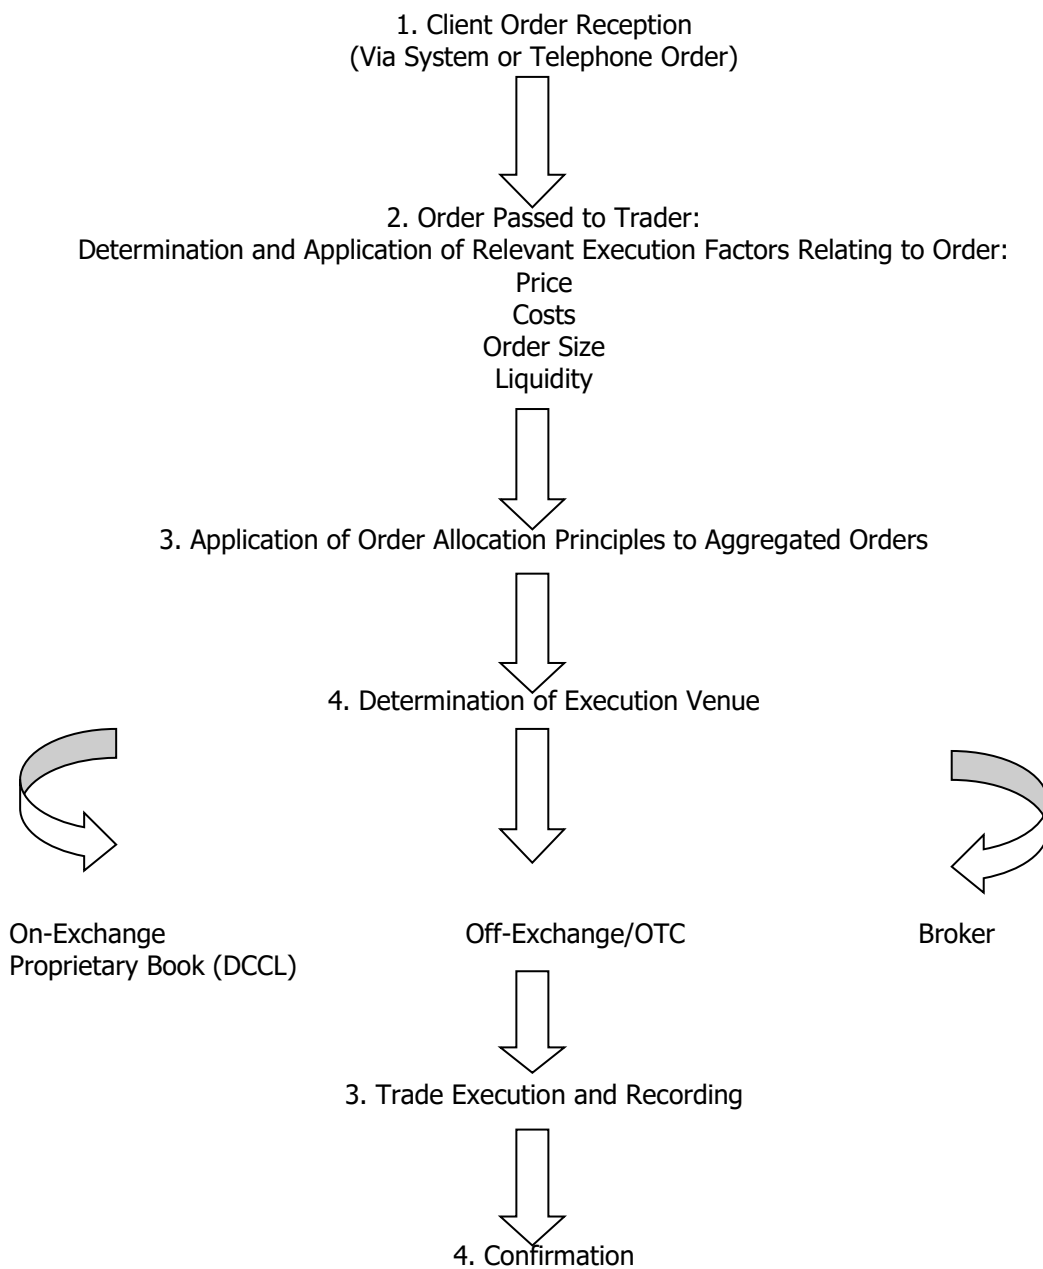 1. Client Order Reception
(Via System or Telephone Order)
2. Order Passed to Trader:
Determination and Application of Relevant Execution Factors Relating to Order:
Price
Costs
Order Size
Liquidity
3. Application of Order Allocation Principles to Aggregated Orders
4. Determination of Execution Venue
On-Exchange
Proprietary Book (DCCL)
Off-Exchange/OTC
Broker
3. Trade Execution and Recording
4. Confirmation